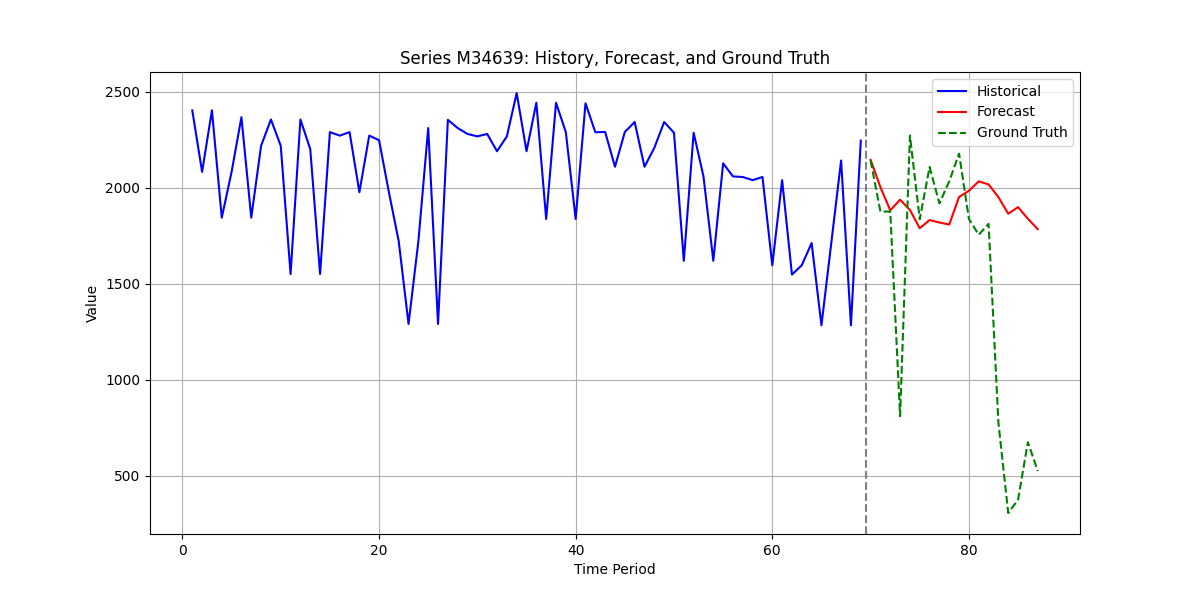 Series M34639: History, Forecast, and Ground Truth
Historical
Forecast
Ground Truth
2500
2000
1500
1000
500
Value
0 20 40 60 80
Time Period